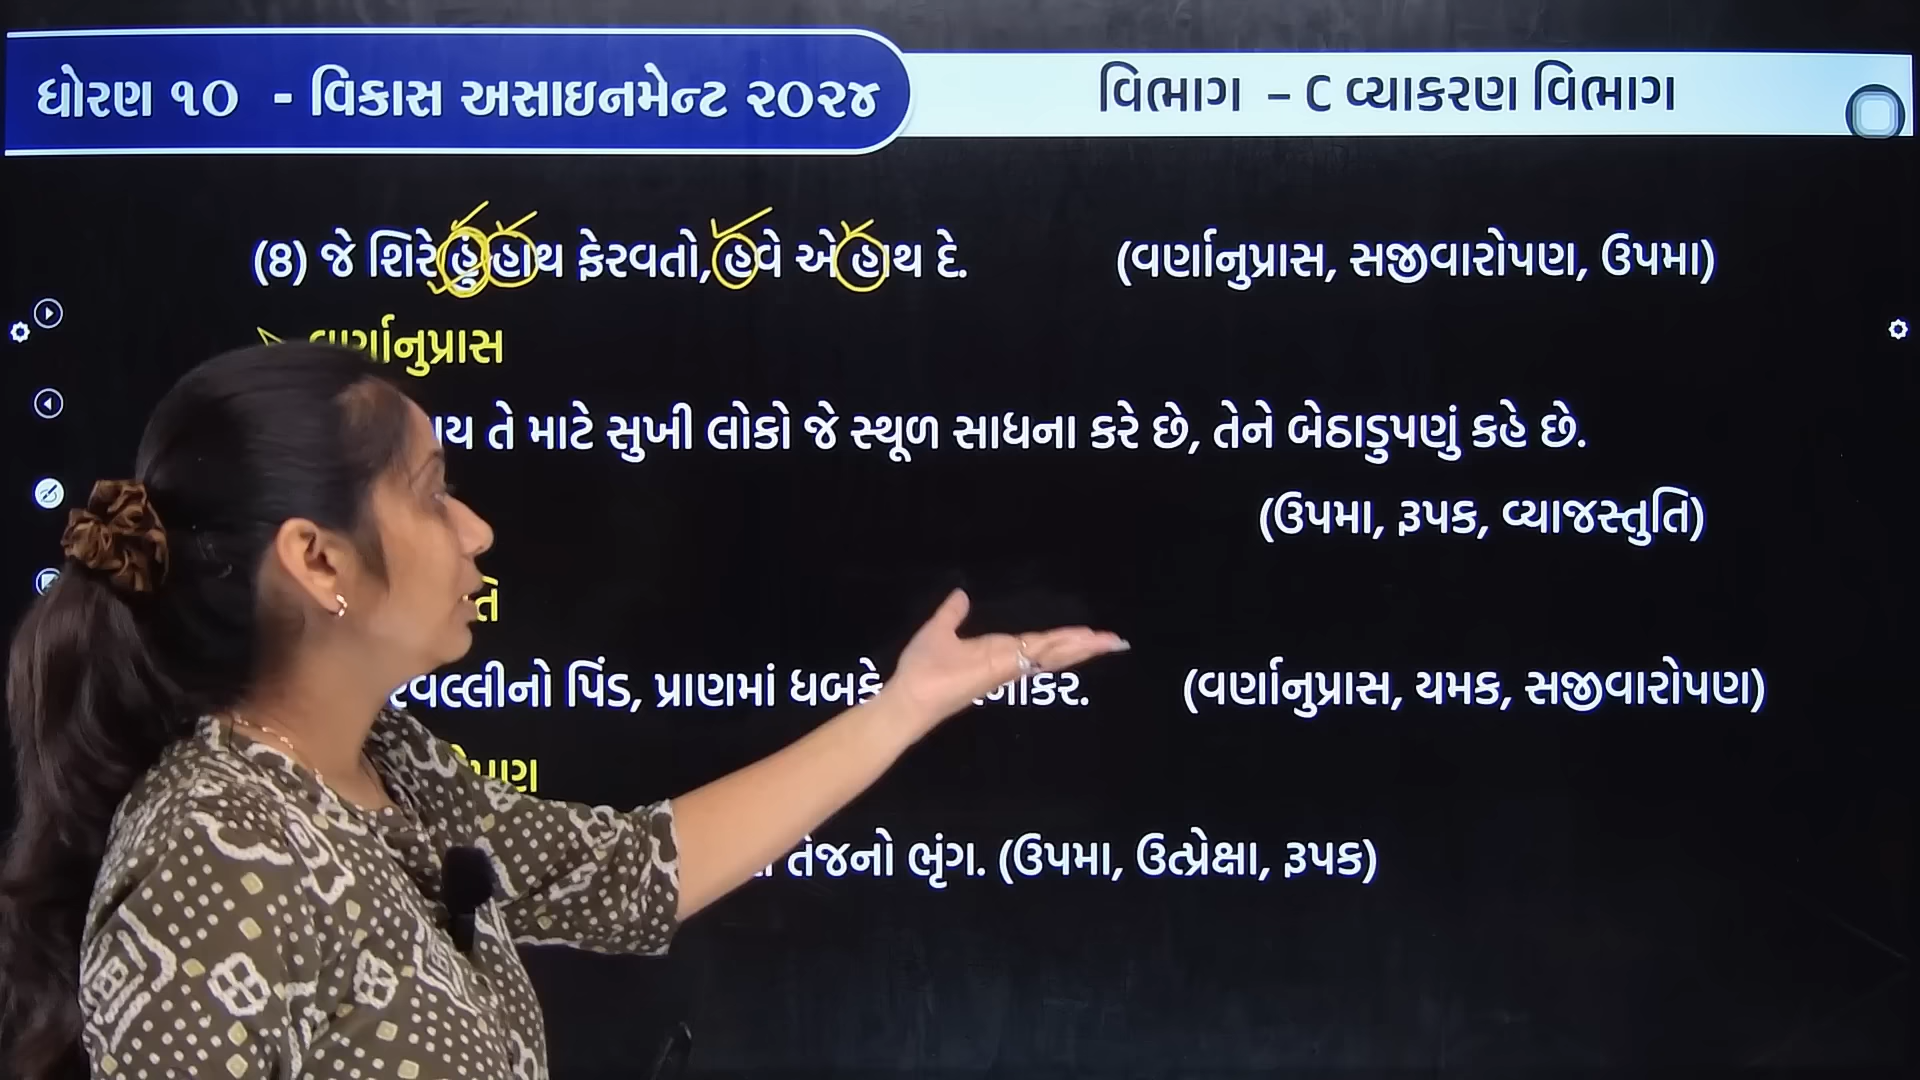 ધોરણ ૧૦ - વિકાસ અસાઇનમેન્ટ ૨૦૨૪
વિભાગ – C વ્યાકરણ વિભાગ
(8) જે શિરે હું હાથ ફેરવતો, હવે એ હાથ દે. (વર્ણાનુપ્રાસ, સજીવારોપણ, ઉપમા)
વર્ણાનુપ્રાસ
તે માટે સુખી લોકો જે સ્થૂળ સાધના કરે છે, તેને બેઠાડુપણું કહે છે.
(ઉપમા, રૂપક, વ્યાજસ્તુતિ)
પિંડ, પ્રાણમાં ધબકે (વર્ણાનુપ્રાસ, યમક, સજીવારોપણ)
તેજનો ભૃંગ. (ઉપમા, ઉત્પ્રેક્ષા, રૂપક)